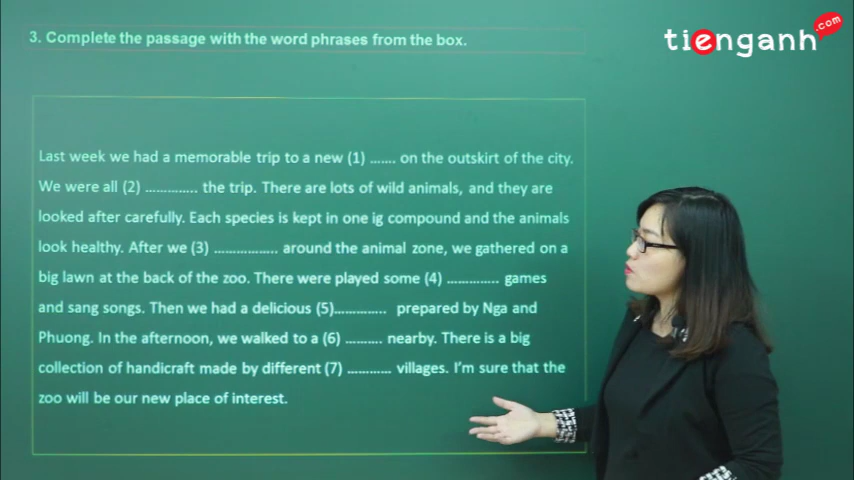 3. Complete the passage with the word phrases from the box.
tienganh.com
Last week we had a memorable trip to a new (1) ....... on the outskirt of the city.
We were all (2) .............. the trip. There are lots of wild animals, and they are
looked after carefully. Each species is kept in one ig compound and the animals
look healthy. After we (3) ................. around the animal zone, we gathered on a
big lawn at the back of the zoo. There were played some (4) .............. games
and sang songs. Then we had a delicious (5).............. prepared by Nga and
Phuong. In the afternoon, we walked to a (6) .......... nearby. There is a big
collection of handicraft made by different (7) ............ villages. I'm sure that the
zoo will be our new place of interest.